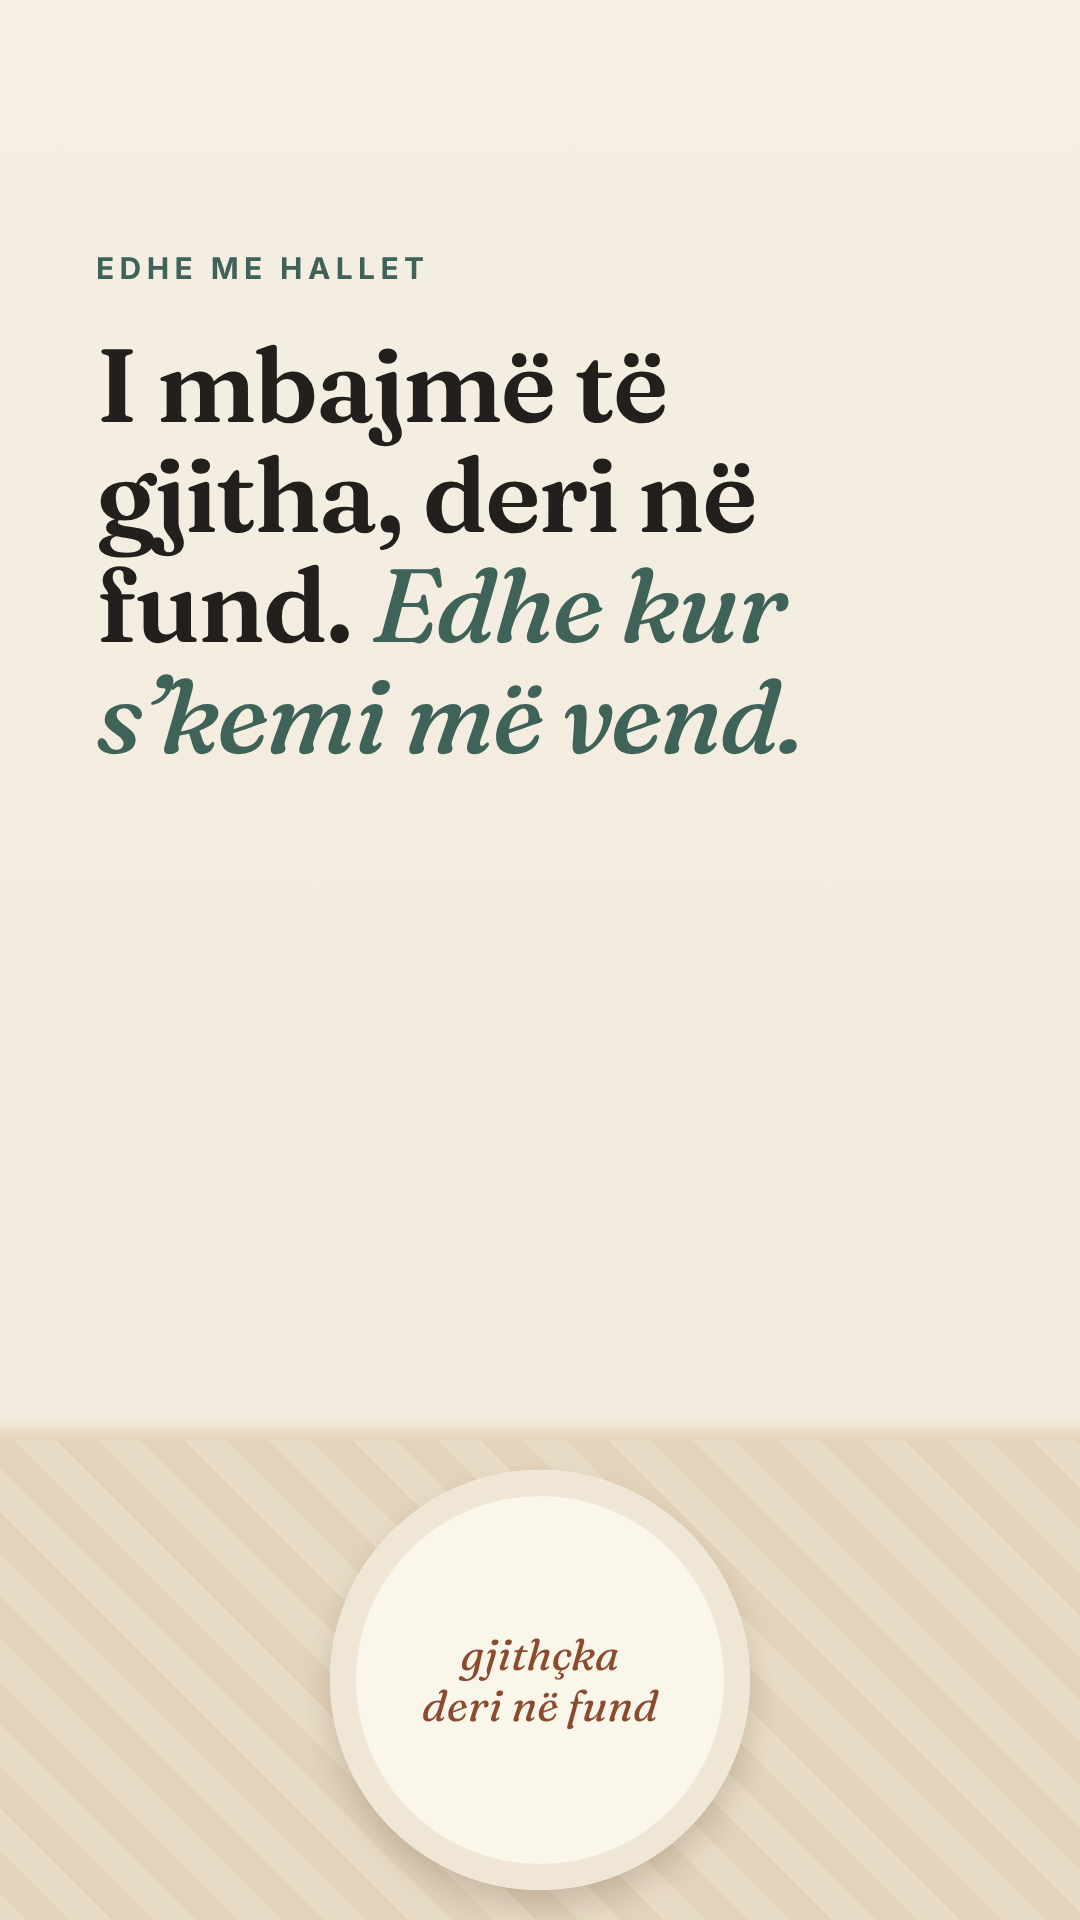 EDHE ME HALLET
I mbajmë të
gjitha, deri në
fund. Edhe kur
s’kemi më vend.
gjithçka
deri në fund